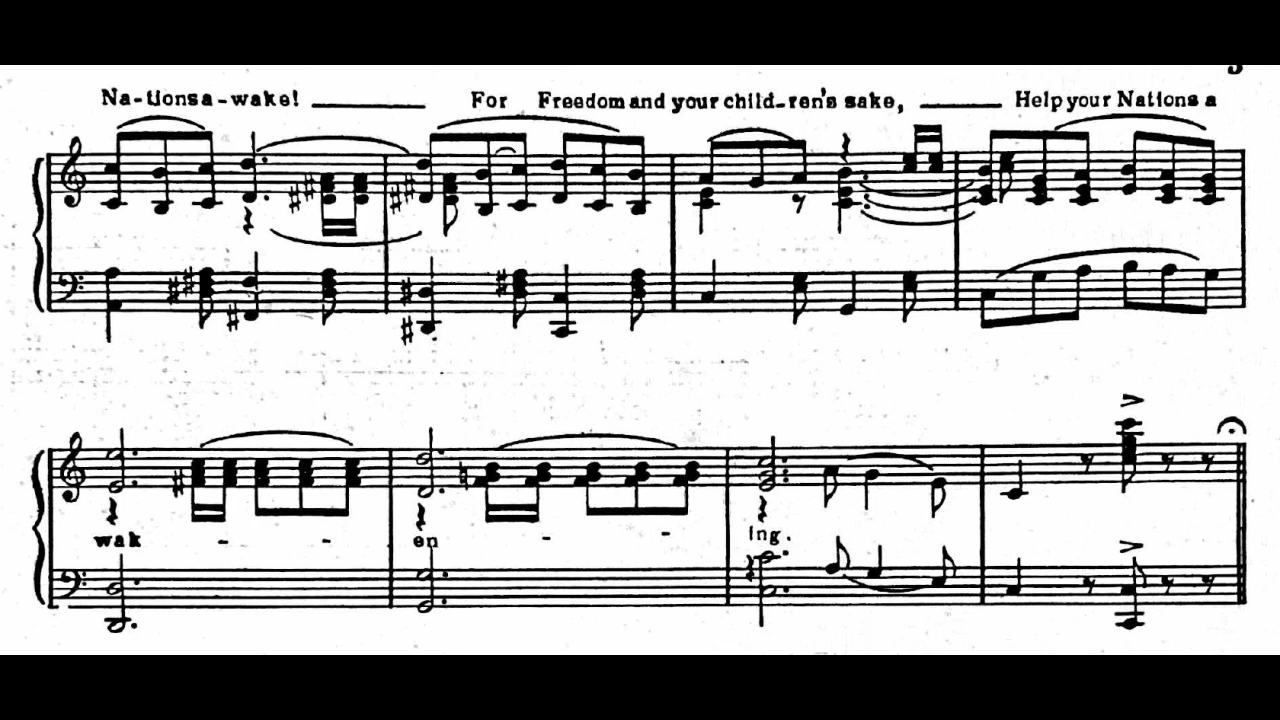 Na-tions a-wake! For Freedom and your child-ren's sake, Help your Nations a
wak - - en - - ing.